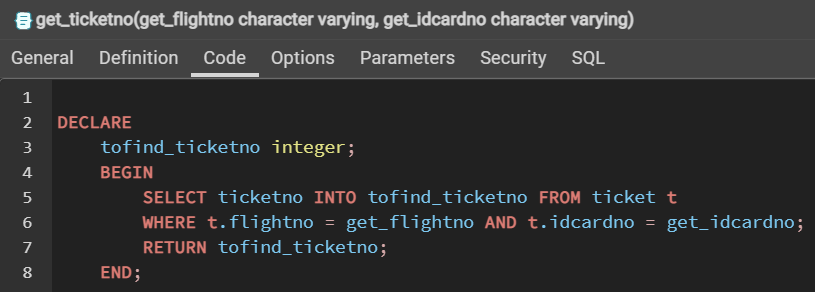 get_ticketno(get_flightno character varying, get_idcardno character varying)
General Definition Code Options Parameters Security SQL
1
2 DECLARE
3 tofind_ticketno integer;
4 BEGIN
5 SELECT ticketno INTO tofind_ticketno FROM ticket t
6 WHERE t.flightno = get_flightno AND t.idcardno = get_idcardno;
7 RETURN tofind_ticketno;
8 END;